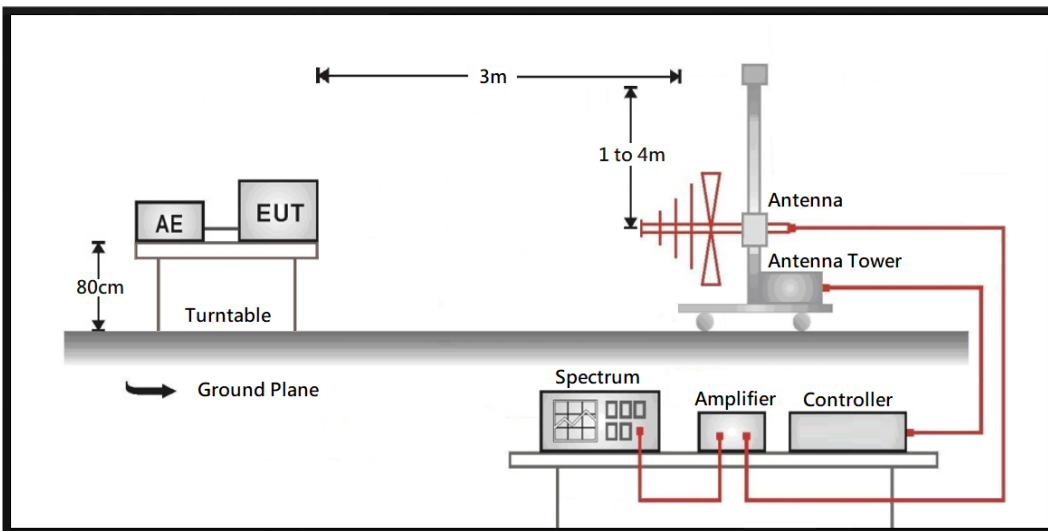 3m
1 to 4m
Antenna
AE
EUT
Antenna Tower
80cm
Turntable
Ground Plane
Spectrum
Amplifier
Controller